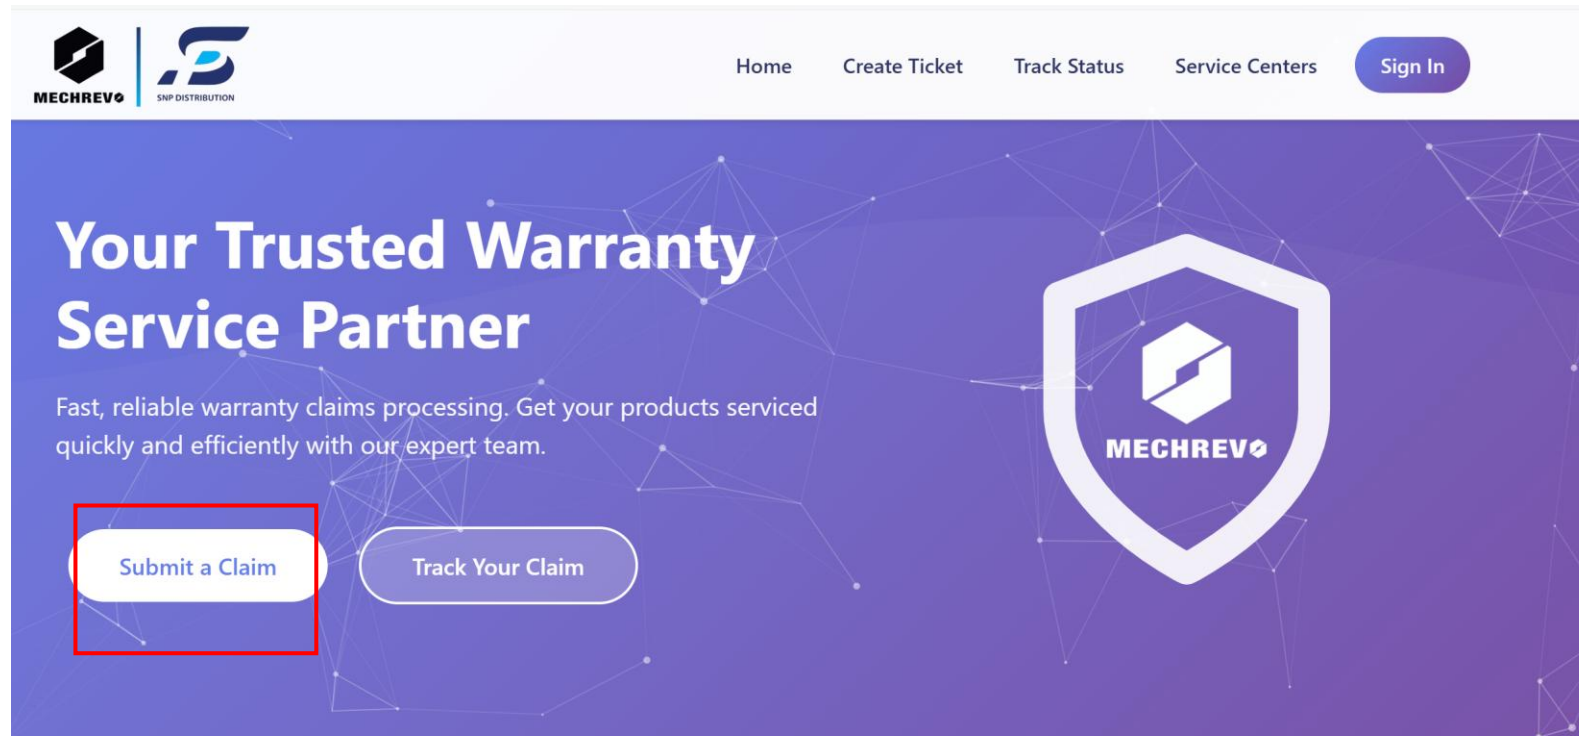 MECHREVO
SNP DISTRIBUTION
Home
Create Ticket
Track Status
Service Centers
Sign In
Your Trusted Warranty
Service Partner
Fast, reliable warranty claims processing. Get your products serviced
quickly and efficiently with our expert team.
MECHREVO
Submit a Claim
Track Your Claim